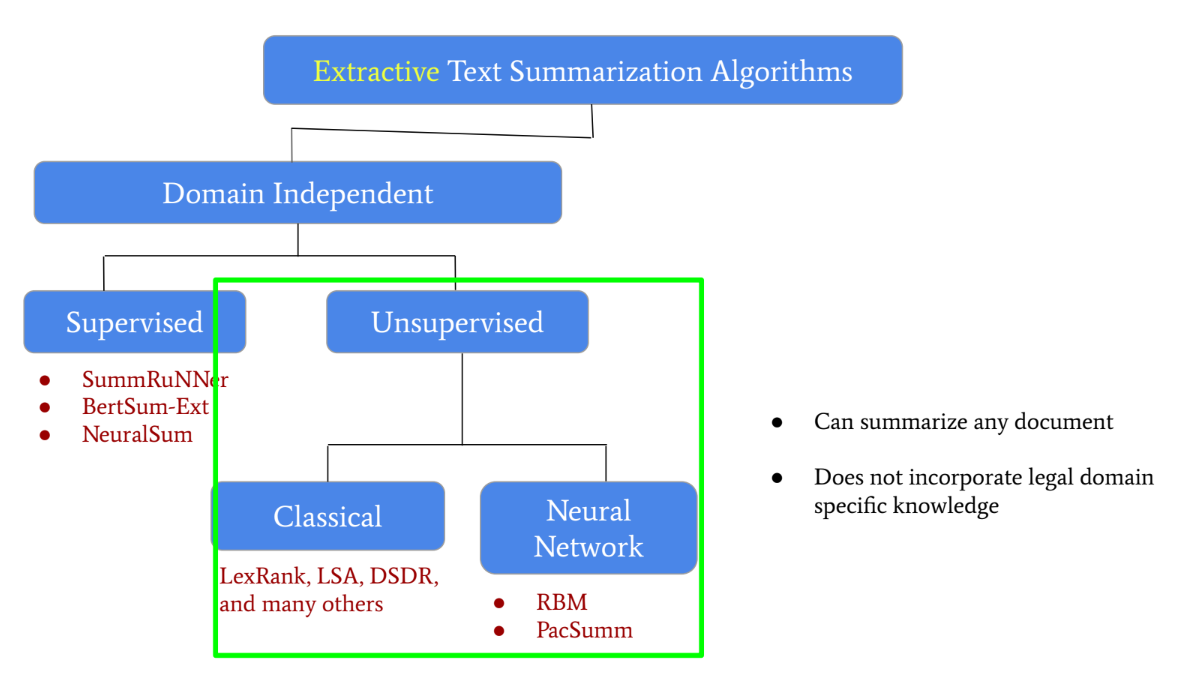 Extractive Text Summarization Algorithms
Domain Independent
Supervised
Unsupervised
● SummRuNNer
● BertSum-Ext
● NeuralSum
● Can summarize any document
● Does not incorporate legal domain
specific knowledge
Classical
Neural
Network
LexRank, LSA, DSDR,
and many others
● RBM
● PacSumm